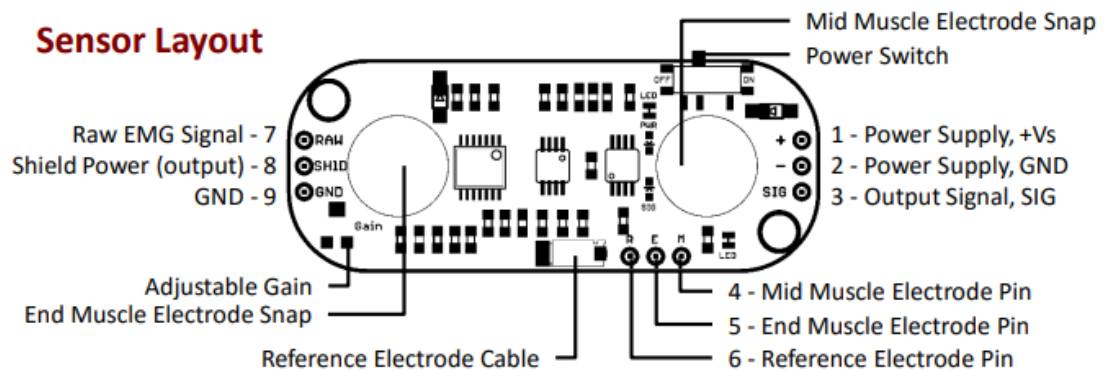 Sensor Layout
Mid Muscle Electrode Snap
Power Switch
OFF
ON
LED
PWR
Raw EMG Signal - 7
RAW
Shield Power (output) - 8
SHID
GND - 9
GND
+
1 - Power Supply, +Vs
-
2 - Power Supply, GND
SIG
3 - Output Signal, SIG
SIG
Gain
R E M
LED
Adjustable Gain
End Muscle Electrode Snap
Reference Electrode Cable
4 - Mid Muscle Electrode Pin
5 - End Muscle Electrode Pin
6 - Reference Electrode Pin